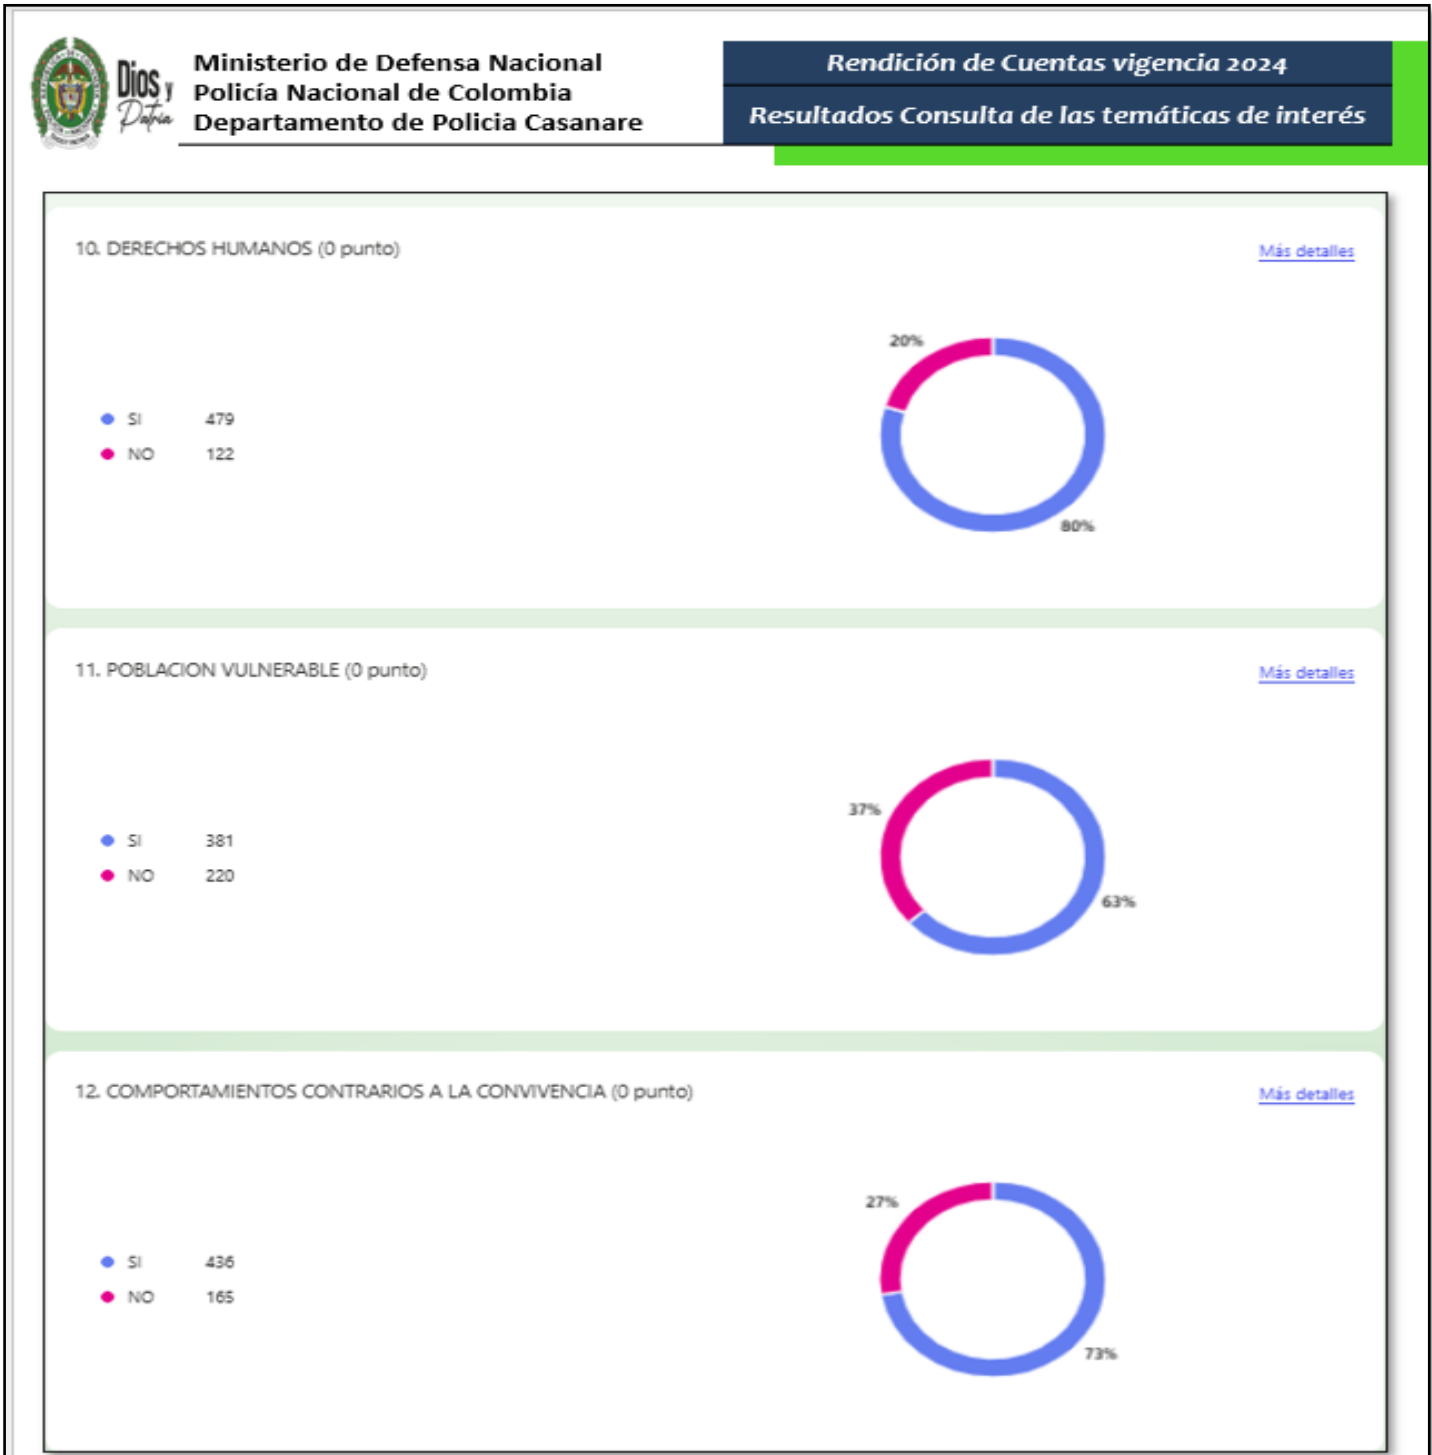 Dios y
Patria
Ministerio de Defensa Nacional
Policía Nacional de Colombia
Departamento de Policia Casanare
Rendición de Cuentas vigencia 2024
Resultados Consulta de las temáticas de interés
10. DERECHOS HUMANOS (0 punto)
Más detalles
SI 479
NO 122
20%
80%
11. POBLACION VULNERABLE (0 punto)
Más detalles
SI 381
NO 220
37%
63%
12. COMPORTAMIENTOS CONTRARIOS A LA CONVIVENCIA (0 punto)
Más detalles
SI 436
NO 165
27%
73%